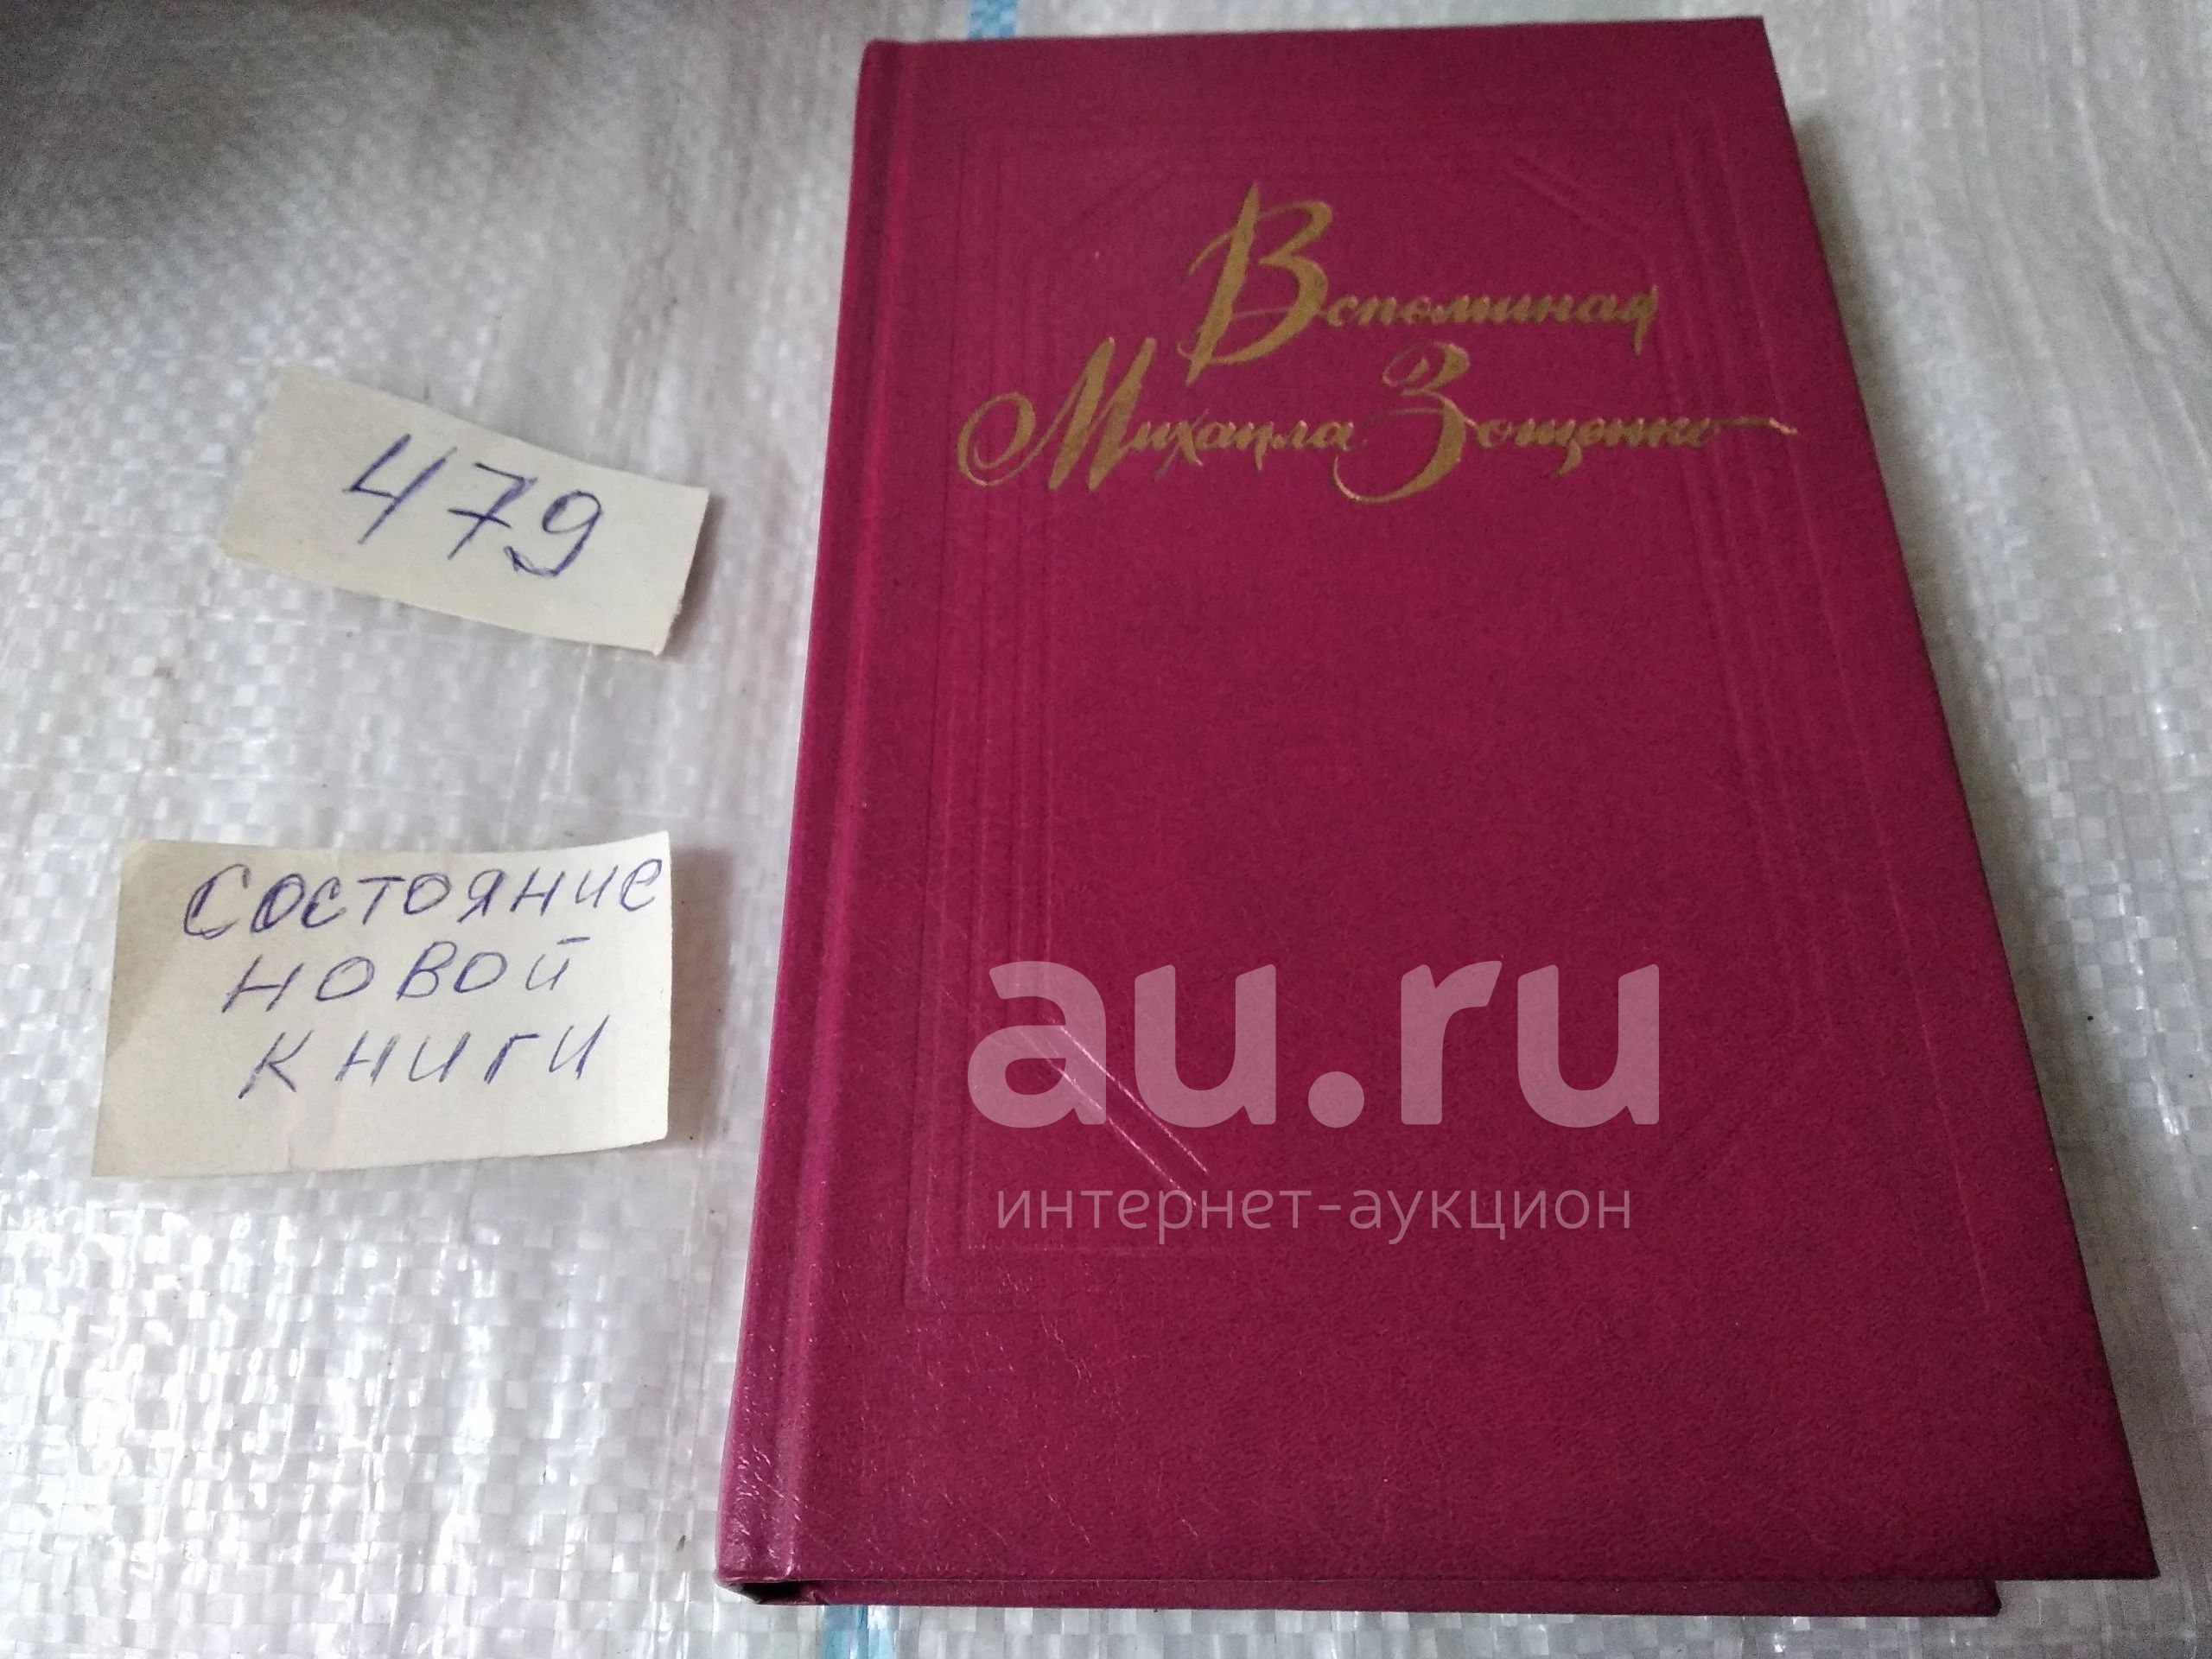 Вспоминая
Михаила Зощенко
479
состояние
новой
книги
au.ru
интернет-аукцион